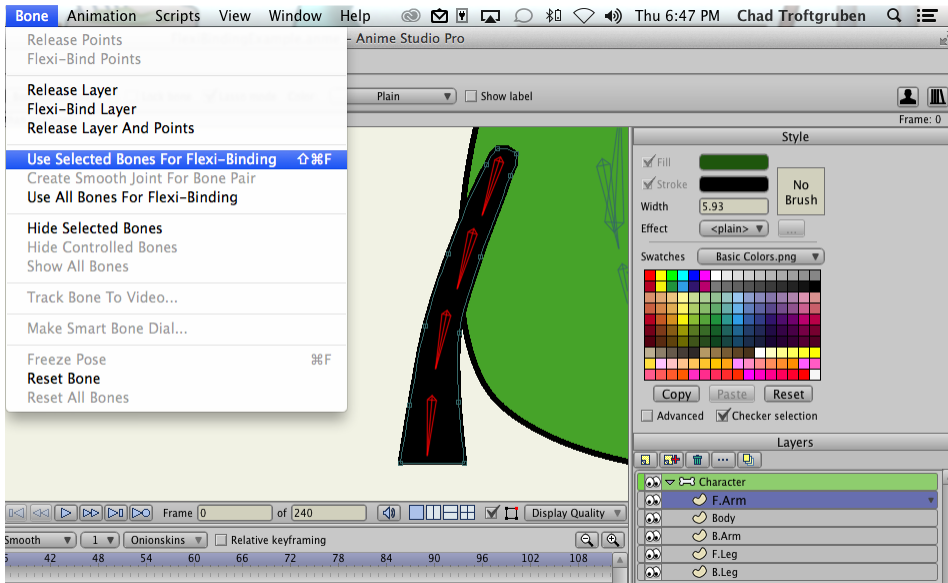 Bone Animation Scripts View Window Help Thu 6:47 PM Chad Troftgruben
- Anime Studio Pro
Release Points
Flexi-Bind Points
Release Layer
Flexi-Bind Layer
Release Layer And Points
Use Selected Bones For Flexi-Binding ⇧⌘F
Create Smooth Joint For Bone Pair
Use All Bones For Flexi-Binding
Hide Selected Bones
Hide Controlled Bones
Show All Bones
Track Bone To Video...
Make Smart Bone Dial...
Freeze Pose ⌘F
Reset Bone
Reset All Bones
Plain Show label
Frame: 0
Style
Fill
Stroke
No
Brush
Width 5.93
Effect <plain> ...
Swatches Basic Colors.png
Copy Paste Reset
Advanced Checker selection
Layers
Character
F.Arm
Body
B.Arm
F.Leg
B.Leg
Frame 0 of 240 Display Quality
Smooth 1 Onionskins Relative keyframing
42 48 54 60 66 72 78 84 90 96 102 108